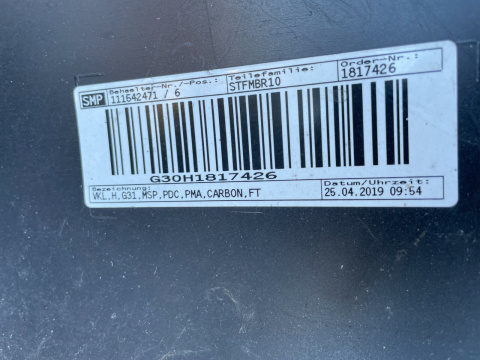 SMP
Behaelter-Nr./-Pos.:
111642471 / 6
Teilefamilie:
STFMBR10
Order-Nr.:
1817426
G30H1817426
Bezeichnung:
VKL,H,G31,MSP,PDC,PMA,CARBON,FT
Datum/Uhrzeit:
25.04.2019 09:54